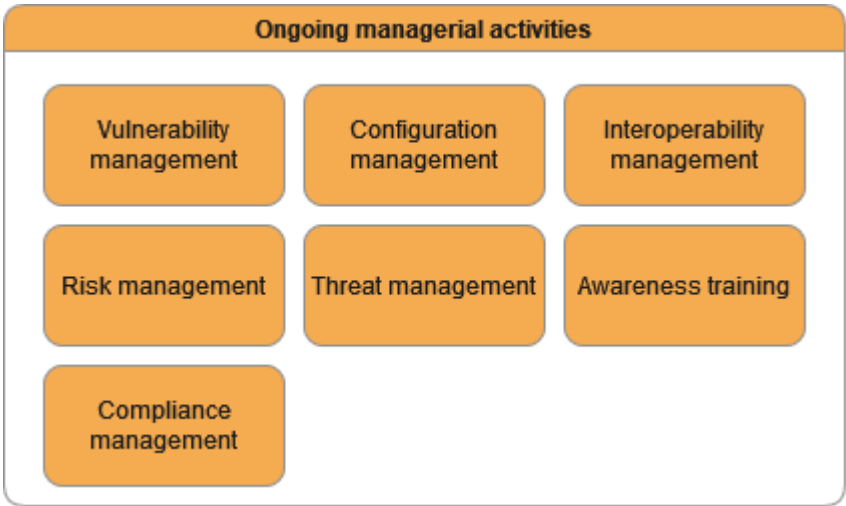 Ongoing managerial activities
Vulnerability
management
Configuration
management
Interoperability
management
Risk management
Threat management
Awareness training
Compliance
management